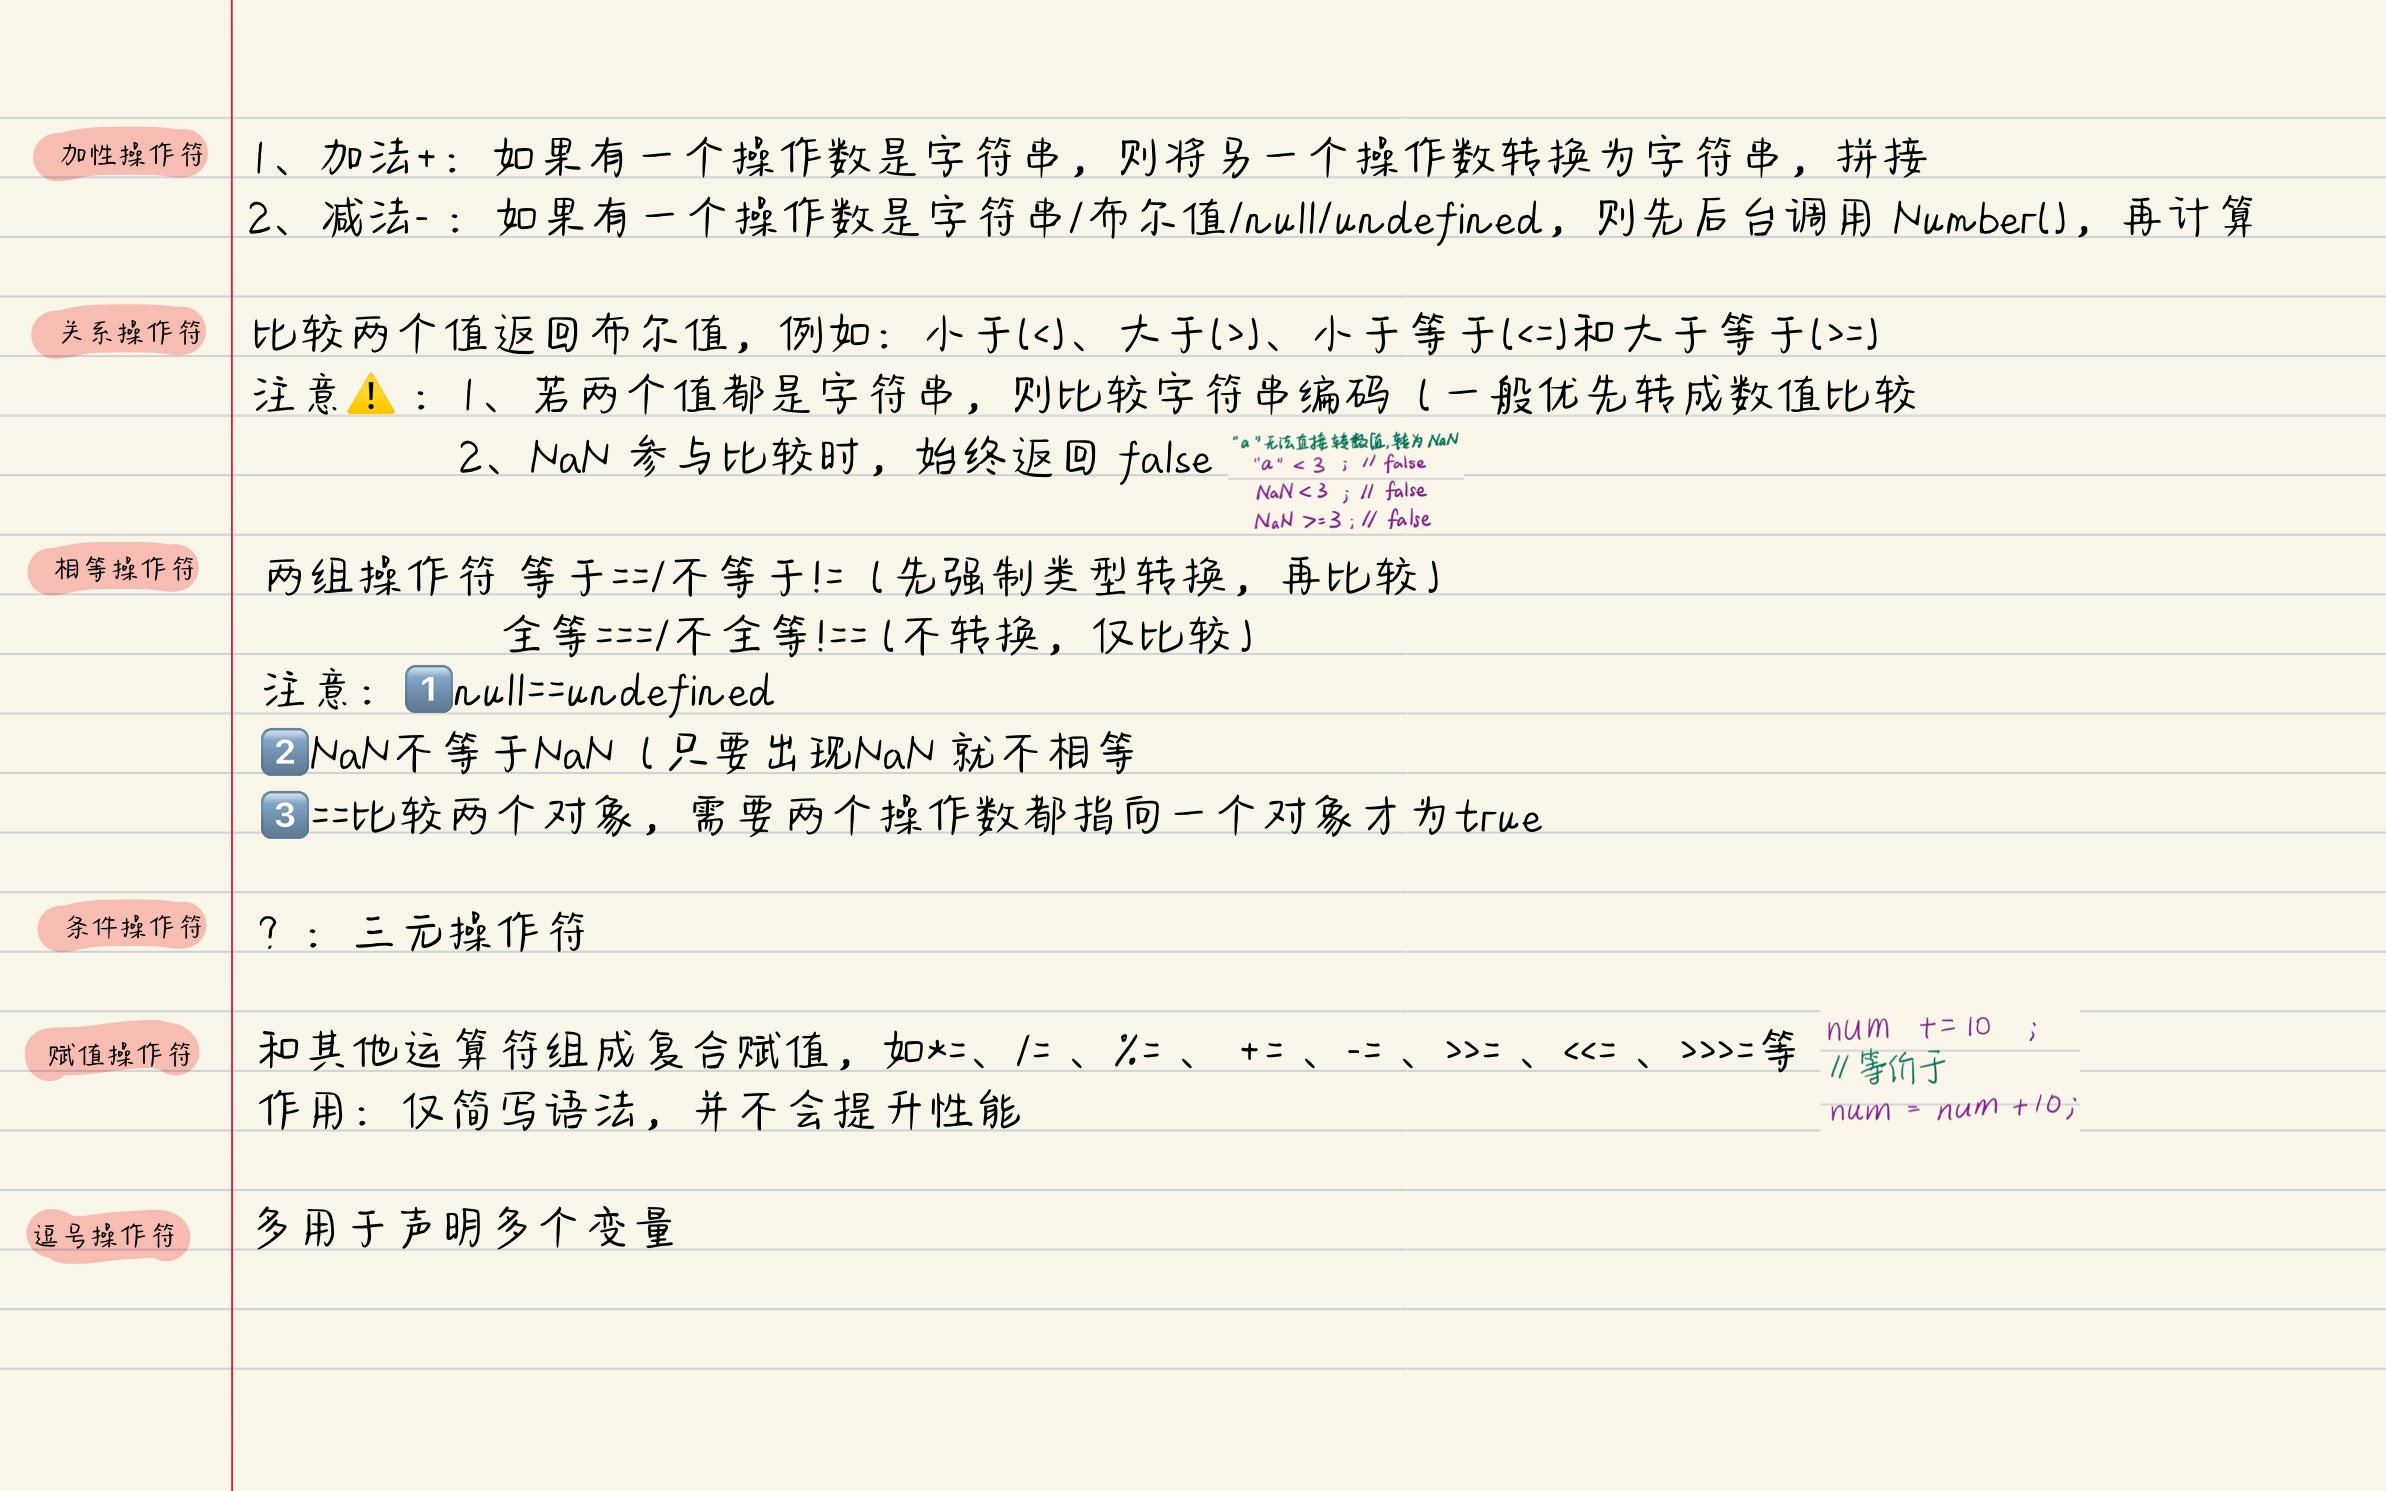 加性操作符
1、加法+：如果有一个操作数是字符串，则将另一个操作数转换为字符串，拼接
2、减法-：如果有一个操作数是字符串/布尔值/null/undefined，则先后台调用 Number()，再计算
关系操作符
比较两个值返回布尔值，例如：小于(<)、大于(>)、小于等于(<=)和大于等于(>=)
注意⚠️：1、若两个值都是字符串，则比较字符串编码（一般优先转成数值比较
2、NaN 参与比较时，始终返回 false
"a"无法直接转数值,转为NaN
"a" < 3 ; // false
NaN < 3 ; // false
NaN >= 3 ; // false
相等操作符
两组操作符 等于==/不等于!=（先强制类型转换，再比较）
全等===/不全等!==（不转换，仅比较）
注意：1️⃣null==undefined
2️⃣NaN不等于NaN（只要出现NaN 就不相等
3️⃣==比较两个对象，需要两个操作数都指向一个对象才为true
条件操作符
? ：三元操作符
赋值操作符
和其他运算符组成复合赋值，如*=、/= 、%= 、 += 、-= 、>>= 、<<= 、>>>=等
作用：仅简写语法，并不会提升性能
num += 10 ;
// 等价于
num = num +10;
逗号操作符
多用于声明多个变量